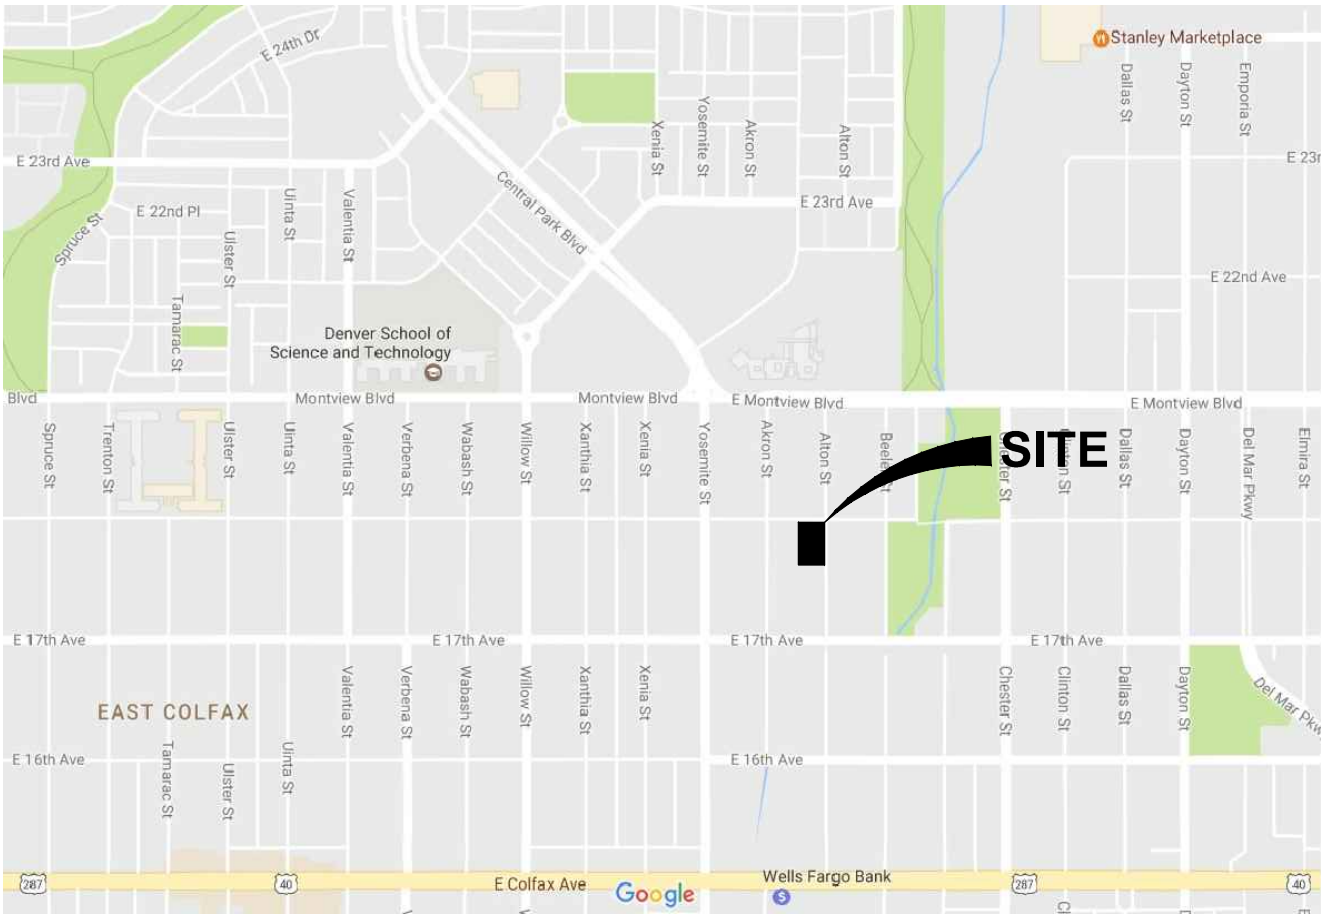 Stanley Marketplace
E 24th Dr
Dallas St
Dayton St
Emporia St
Xenia St
Yosemite St
Akron St
Alton St
E 23rd Ave
E 23r
Central Park Blvd
E 23rd Ave
E 22nd Pl
Uinta St
Valentia St
Spruce St
Ulster St
E 22nd Ave
Tamarac St
Denver School of
Science and Technology
Blvd
Montview Blvd
Montview Blvd
E Montview Blvd
E Montview Blvd
Spruce St
Trenton St
Ulster St
Uinta St
Valentia St
Verbena St
Wabash St
Willow St
Xanthia St
Xenia St
Yosemite St
Akron St
Alton St
Beeler St
SITE
Chester St
Clinton St
Dallas St
Dayton St
Del Mar Pkwy
Elmira St
E 17th Ave
E 17th Ave
E 17th Ave
E 17th Ave
EAST COLFAX
Valentia St
Verbena St
Wabash St
Willow St
Xanthia St
Xenia St
Chester St
Clinton St
Dallas St
Dayton St
Del Mar Pkw
E 16th Ave
E 16th Ave
Tamarac St
Ulster St
Uinta St
287
40
E Colfax Ave
Google
Wells Fargo Bank
$
287
40